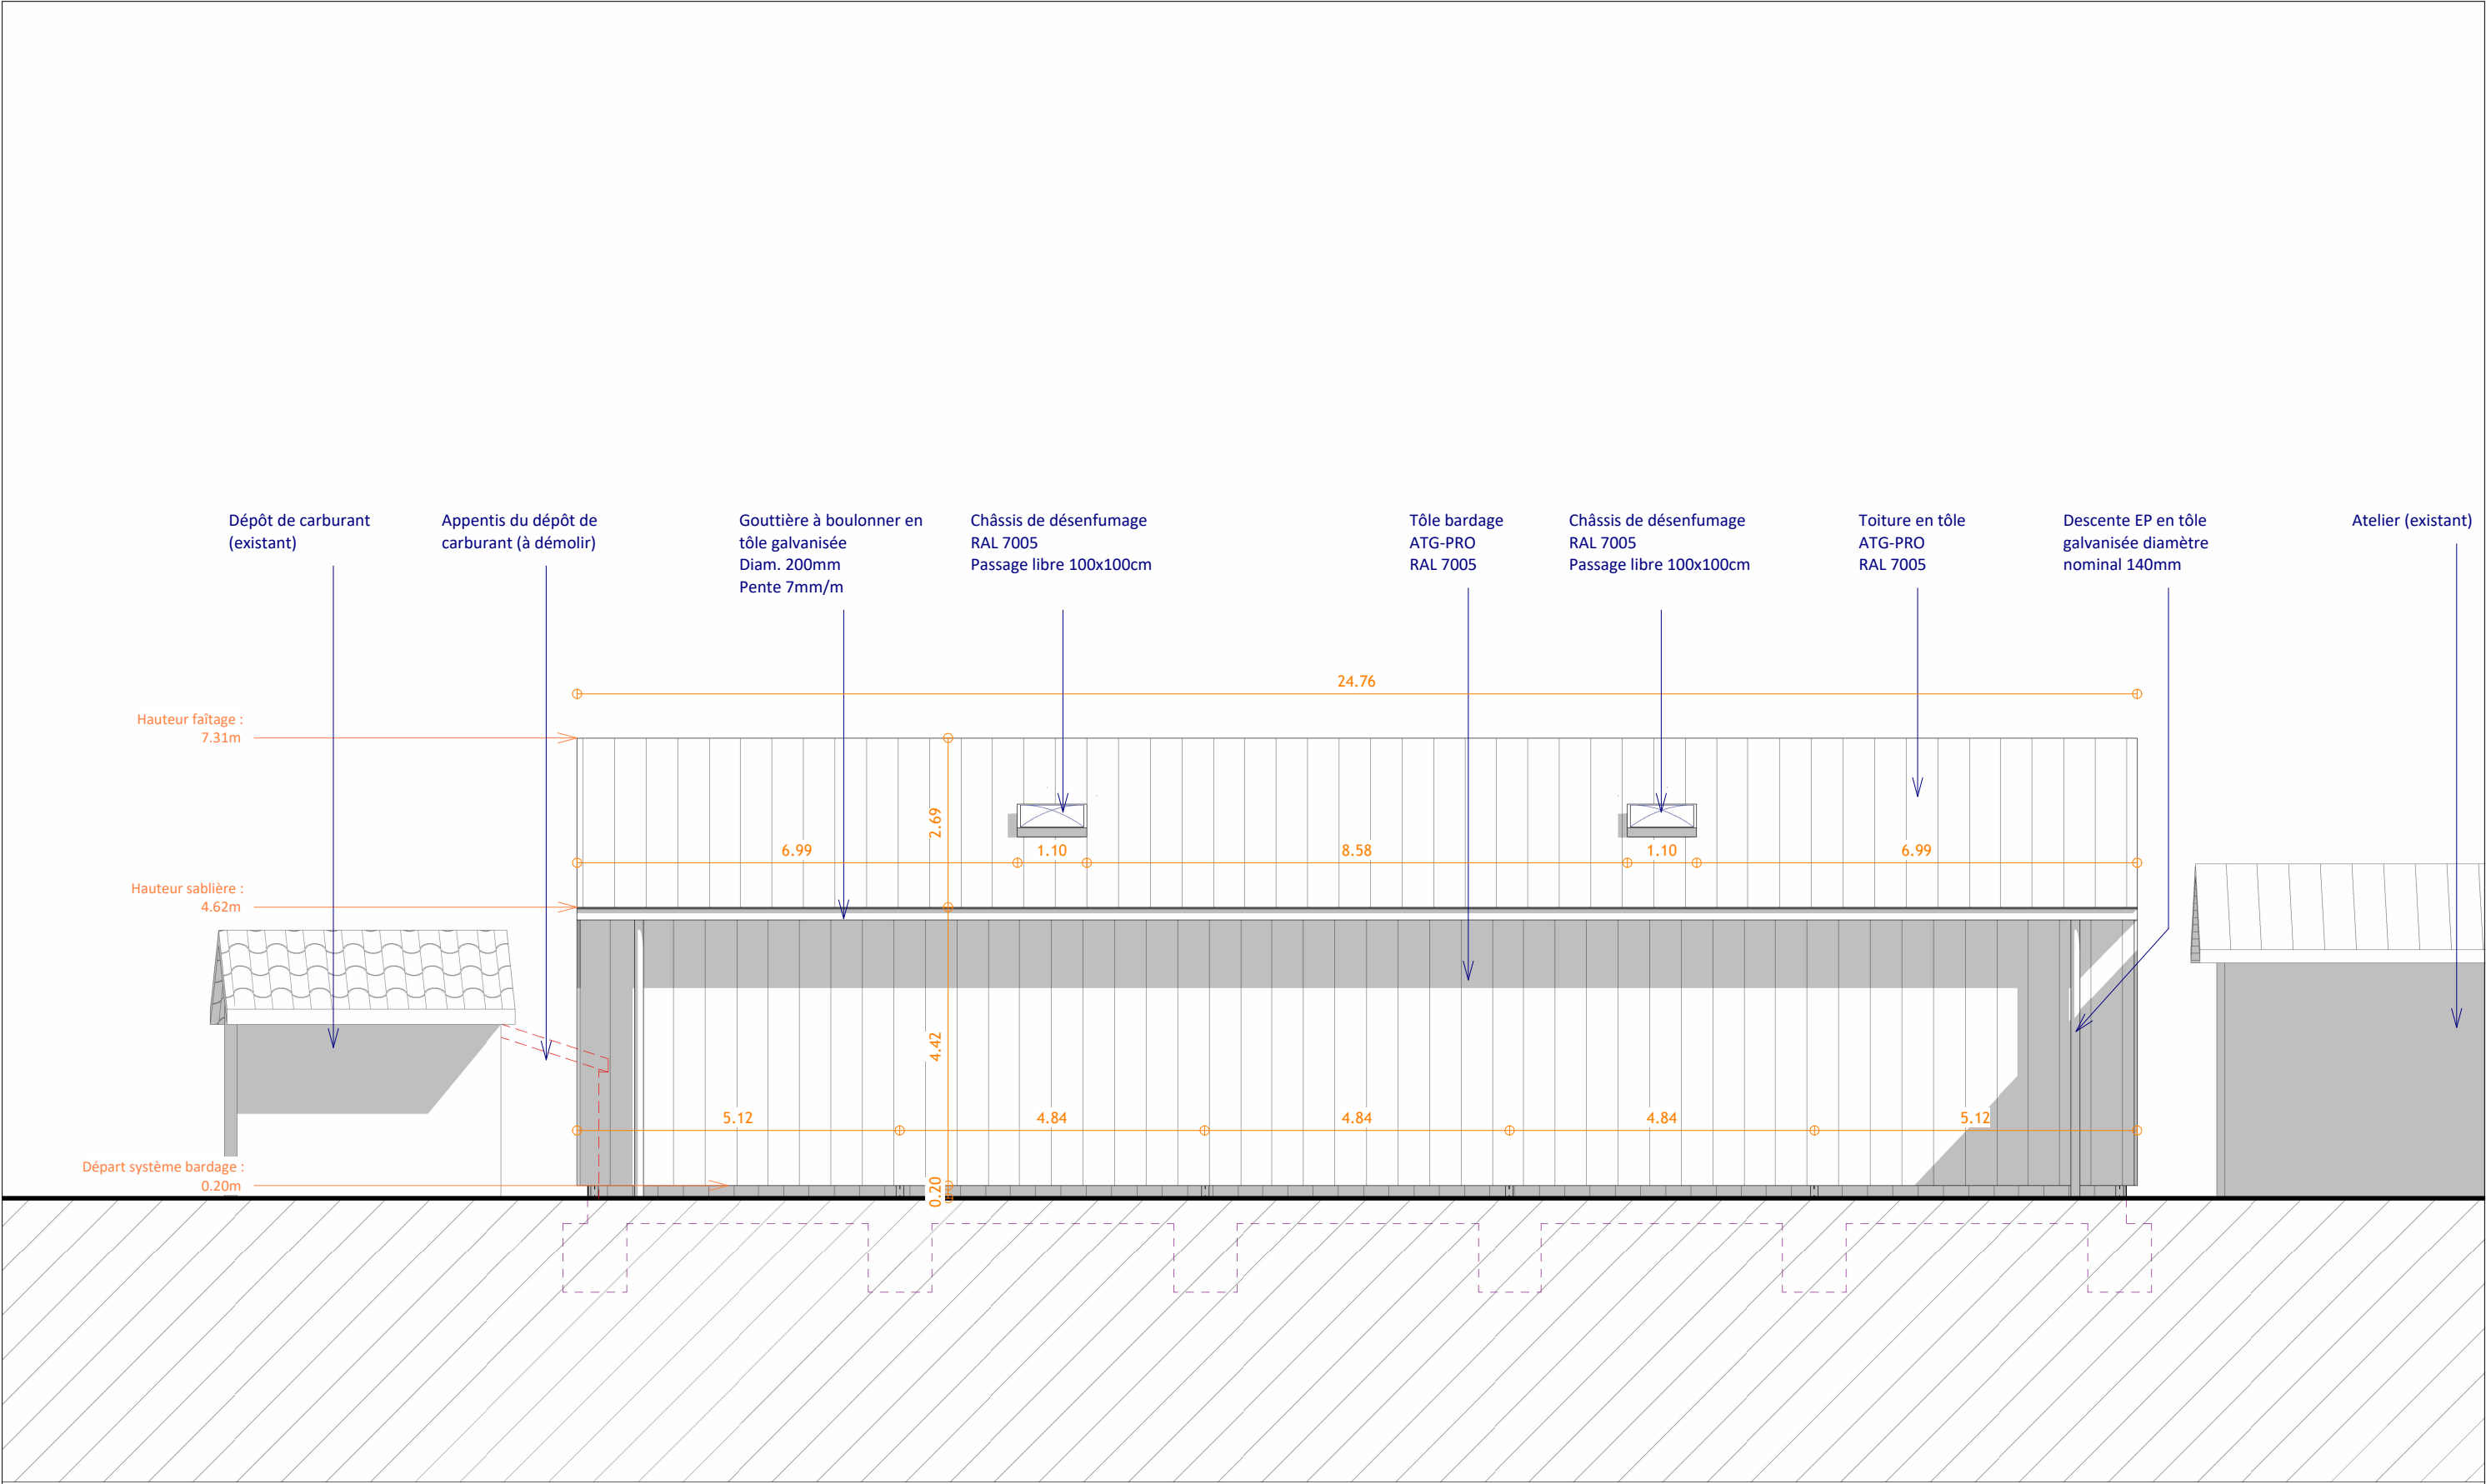 Dépôt de carburant
(existant)
Appentis du dépôt de
carburant (à démolir)
Gouttière à boulonner en
tôle galvanisée
Diam. 200mm
Pente 7mm/m
Châssis de désenfumage
RAL 7005
Passage libre 100x100cm
Tôle bardage
ATG-PRO
RAL 7005
Châssis de désenfumage
RAL 7005
Passage libre 100x100cm
Toiture en tôle
ATG-PRO
RAL 7005
Descente EP en tôle
galvanisée diamètre
nominal 140mm
Atelier (existant)
24.76
Hauteur faîtage :
7.31m
2.69
6.99
1.10
8.58
1.10
6.99
Hauteur sablière :
4.62m
4.42
5.12
4.84
4.84
4.84
5.12
Départ système bardage :
0.20m
0.20